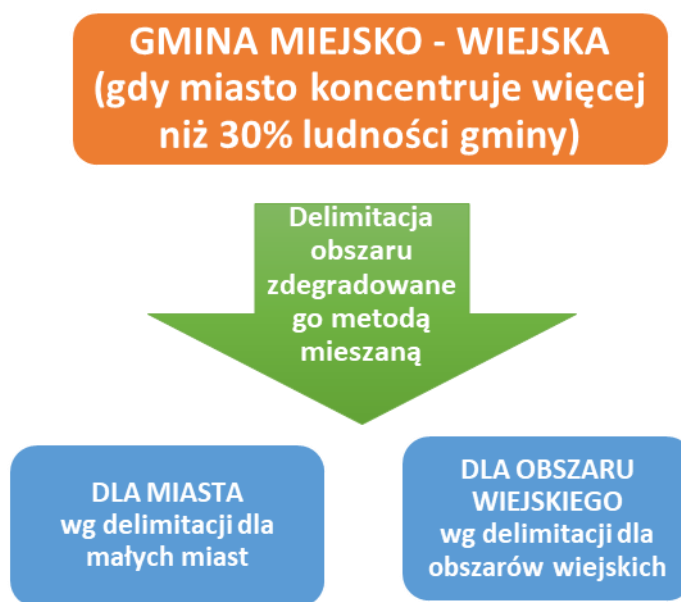 GMINA MIEJSKO - WIEJSKA
(gdy miasto koncentruje więcej
niż 30% ludności gminy)
Delimitacja
obszaru
zdegradowane
go metodą
mieszaną
DLA MIASTA
wg delimitacji dla
małych miast
DLA OBSZARU
WIEJSKIEGO
wg delimitacji dla
obszarów wiejskich